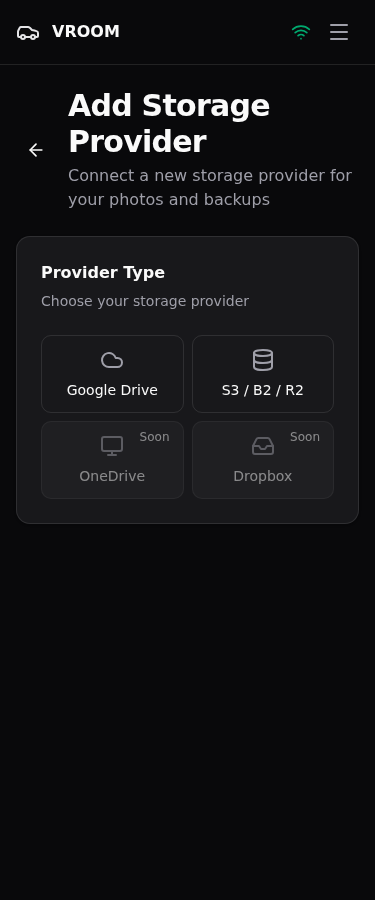 VROOM
Add Storage
Provider
Connect a new storage provider for
your photos and backups
Provider Type
Choose your storage provider
Google Drive
S3 / B2 / R2
Soon
OneDrive
Soon
Dropbox